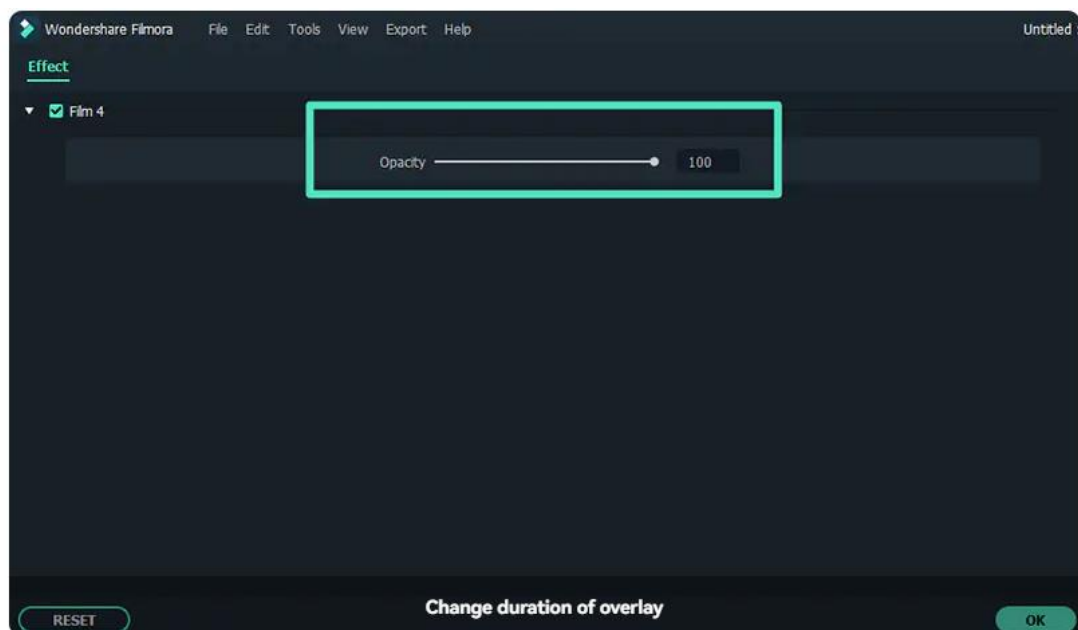 Wondershare Filmora File Edit Tools View Export Help Untitled
Effect
Film 4
Opacity 100
Change duration of overlay
RESET OK